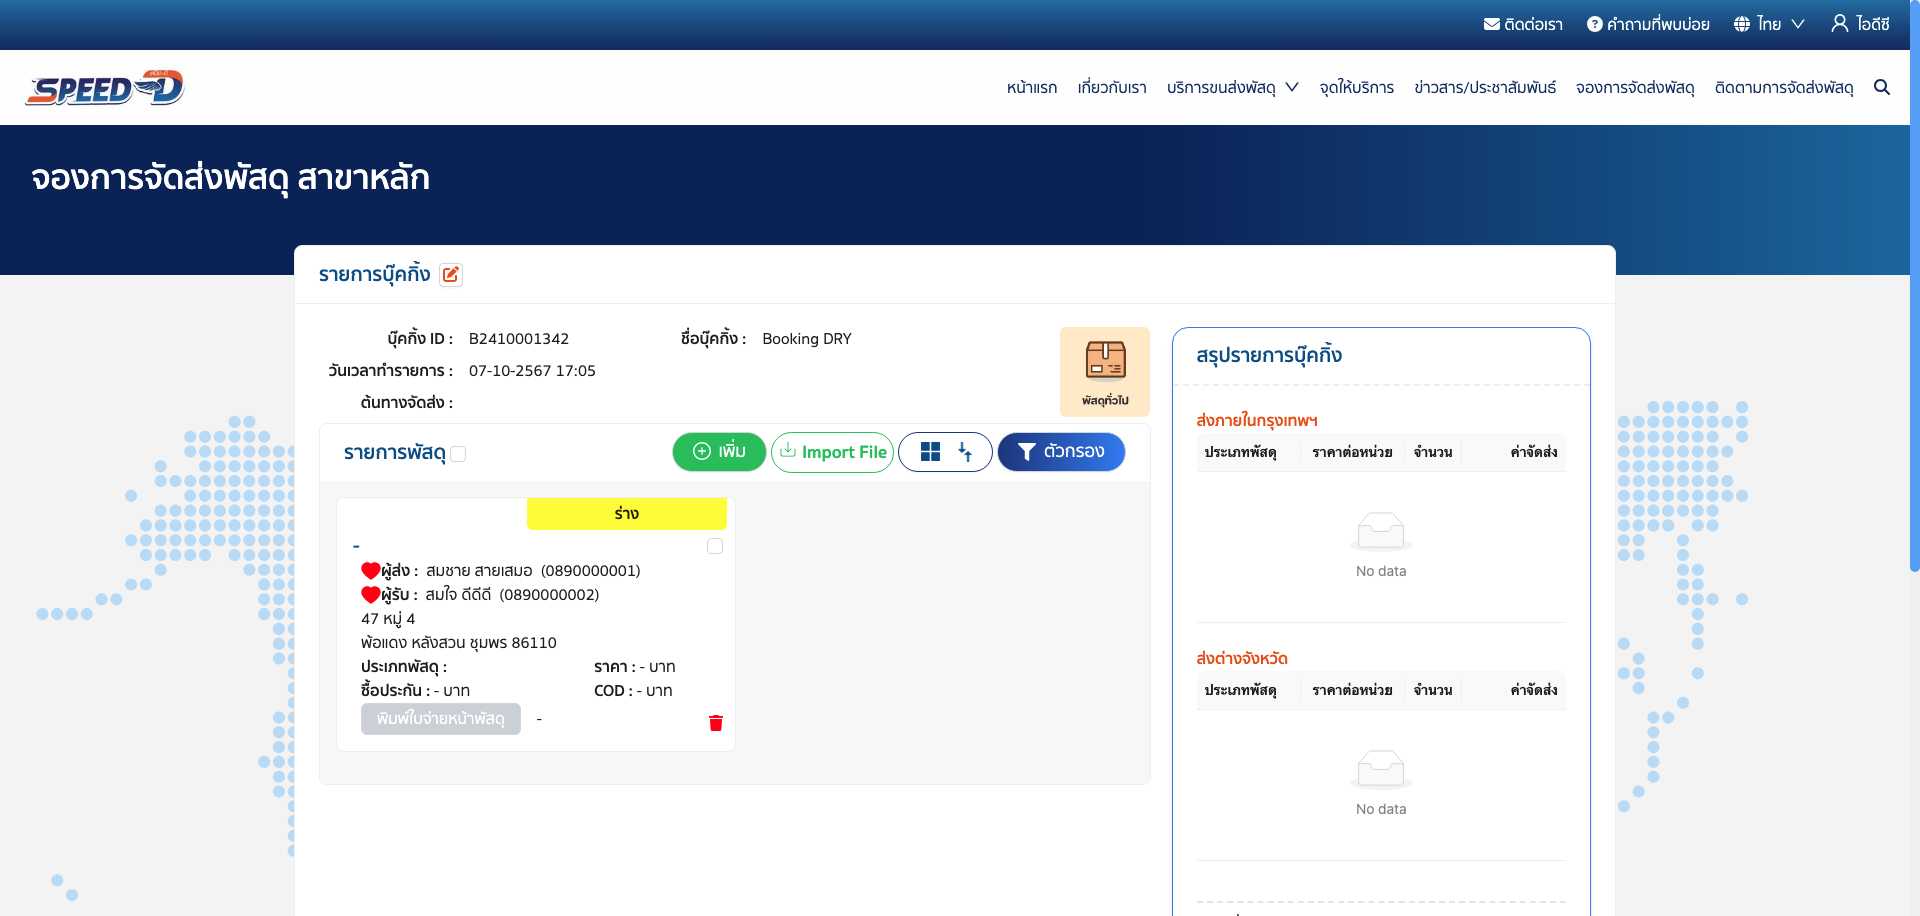 ติดต่อเรา คำถามที่พบบ่อย ไทย ไอดีซี
SPEED-D
หน้าแรก เกี่ยวกับเรา บริการขนส่งพัสดุ จุดให้บริการ ข่าวสาร/ประชาสัมพันธ์ จองการจัดส่งพัสดุ ติดตามการจัดส่งพัสดุ
จองการจัดส่งพัสดุ สาขาหลัก
รายการบุ๊คกิ้ง
บุ๊คกิ้ง ID : B2410001342 ชื่อบุ๊คกิ้ง : Booking DRY
วันเวลาทำรายการ : 07-10-2567 17:05
ต้นทางจัดส่ง :
พัสดุทั่วไป
รายการพัสดุ
เพิ่ม Import File ตัวกรอง
ร่าง
-
ผู้ส่ง : สมชาย สายเสมอ (0890000001)
ผู้รับ : สมใจ ดีดีดี (0890000002)
47 หมู่ 4
พ้อแดง หลังสวน ชุมพร 86110
ประเภทพัสดุ : ราคา : - บาท
ซื้อประกัน : - บาท COD : - บาท
พิมพ์ใบจ่ายหน้าพัสดุ -
สรุปรายการบุ๊คกิ้ง
ส่งภายในกรุงเทพฯ
ประเภทพัสดุ ราคาต่อหน่วย จำนวน ค่าจัดส่ง
No data
ส่งต่างจังหวัด
ประเภทพัสดุ ราคาต่อหน่วย จำนวน ค่าจัดส่ง
No data